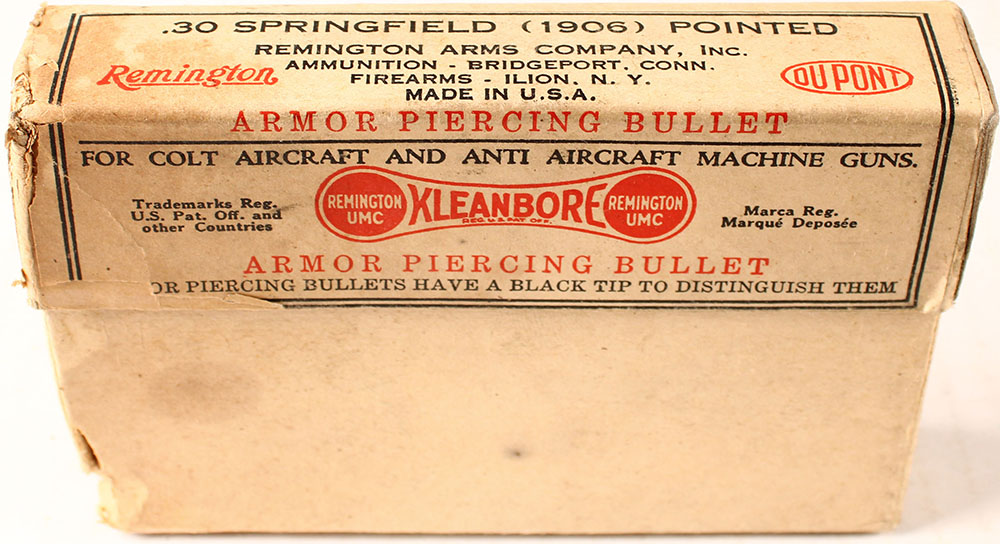 .30 SPRINGFIELD (1906) POINTED
REMINGTON ARMS COMPANY, INC.
Remington,
AMMUNITION - BRIDGEPORT, CONN.
DU PONT
FIREARMS - ILION, N. Y.
MADE IN U.S.A.
ARMOR PIERCING BULLET
FOR COLT AIRCRAFT AND ANTI AIRCRAFT MACHINE GUNS.
Trademarks Reg.
U.S. Pat. Off. and
other Countries
REMINGTON
UMC
KLEANBORE
REG. U.S. PAT. OFF.
REMINGTON
UMC
Marca Reg.
Marqué Deposée
ARMOR PIERCING BULLET
OR PIERCING BULLETS HAVE A BLACK TIP TO DISTINGUISH THEM